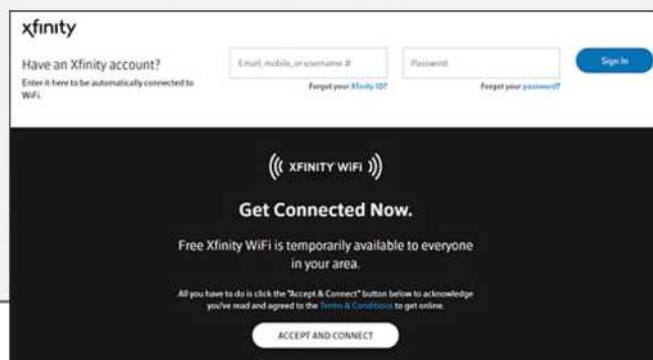 xfinity
Have an Xfinity account?
Enter it here to be automatically connected to
WiFi.
Email, mobile, or username #
Forgot your Xfinity ID?
Password
Forgot your password?
Sign In
XFINITY WiFi
Get Connected Now.
Free Xfinity WiFi is temporarily available to everyone
in your area.
All you have to do is click the "Accept & Connect" button below to acknowledge
you've read and agreed to the Terms & Conditions to get online.
ACCEPT AND CONNECT